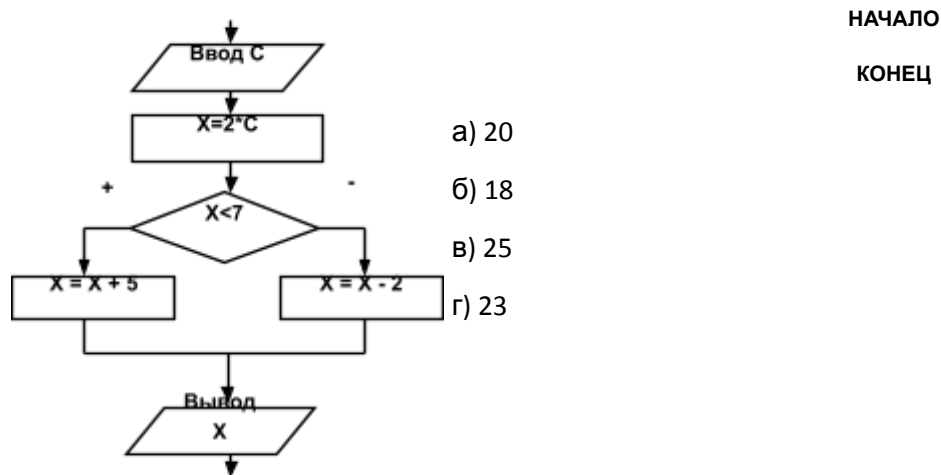 НАЧАЛО
КОНЕЦ
Ввод С
X=2*C
+
-
X<7
X = X + 5
X = X - 2
Вывод
X
а) 20
б) 18
в) 25
г) 23